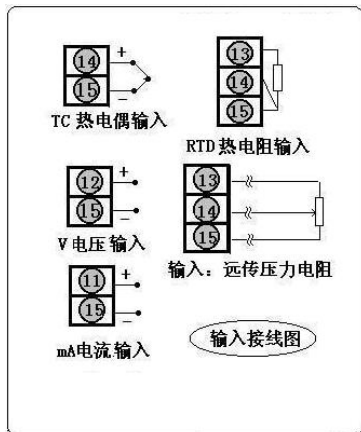 14 +
15 −
TC 热电偶输入
13
14
15
RTD 热电阻输入
12 +
15 −
V 电压输入
13
14
15
输入：远传压力电阻
11 +
15 −
mA电流输入
输入接线图